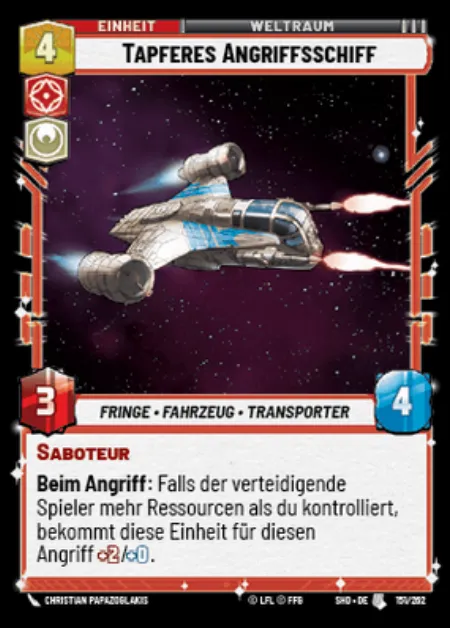 EINHEIT WELTRAUM
4 TAPFERES ANGRIFFSSCHIFF
3 FRINGE • FAHRZEUG • TRANSPORTER 4
SABOTEUR
Beim Angriff: Falls der verteidigende
Spieler mehr Ressourcen als du kontrolliert,
bekommt diese Einheit für diesen
Angriff +2/+0.
CHRISTIAN PAPAZOGLAKIS © LFL © FFG SHD • DE 151/262